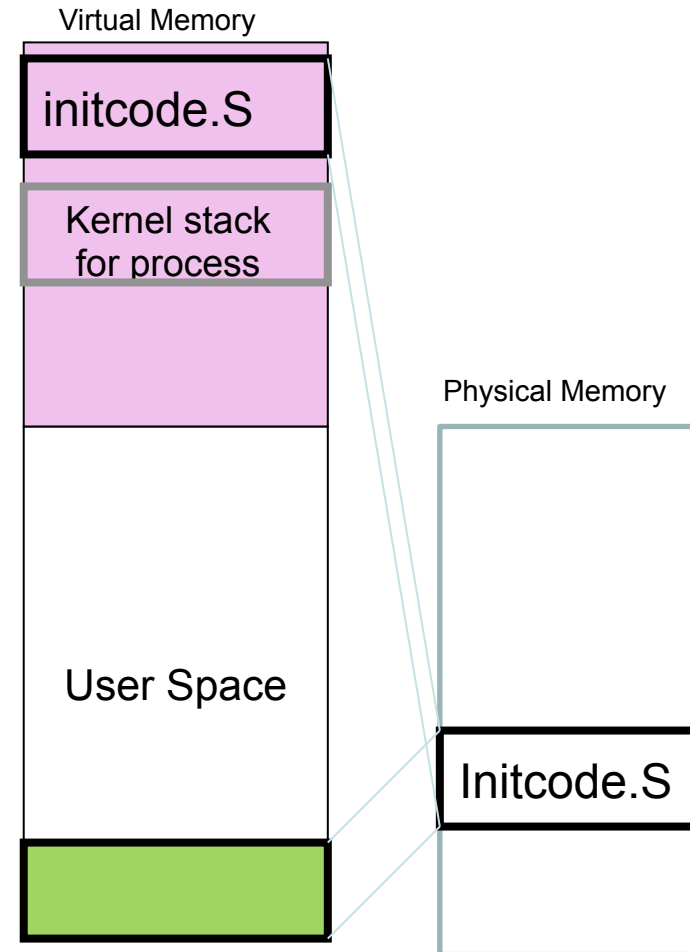 Virtual Memory
initcode.S
Kernel stack
for process
Physical Memory
User Space
Initcode.S